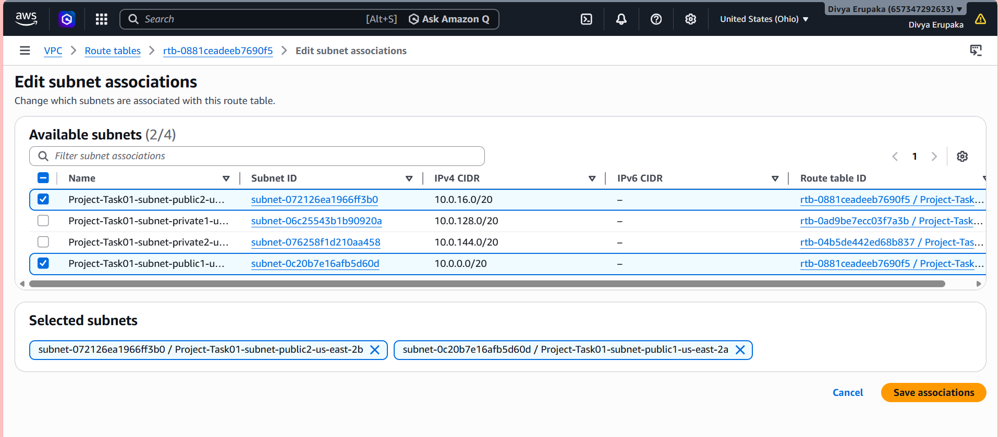 aws
Search [Alt+S] Ask Amazon Q
United States (Ohio) ▼
Divya Erupaka (657347292633) ▼
Divya Erupaka
VPC > Route tables > rtb-0881ceadeeb7690f5 > Edit subnet associations
Edit subnet associations
Change which subnets are associated with this route table.
Available subnets (2/4)
Filter subnet associations
1
Name Subnet ID IPv4 CIDR IPv6 CIDR Route table ID
Project-Task01-subnet-public2-u... subnet-072126ea1966ff3b0 10.0.16.0/20 – rtb-0881ceadeeb7690f5 / Project-Task...
Project-Task01-subnet-private1-u... subnet-06c25543b1b90920a 10.0.128.0/20 – rtb-0ad9be7ecc03f7a3b / Project-Task...
Project-Task01-subnet-private2-u... subnet-076258f1d210aa458 10.0.144.0/20 – rtb-04b5de442ed68b837 / Project-Tas...
Project-Task01-subnet-public1-u... subnet-0c20b7e16afb5d60d 10.0.0.0/20 – rtb-0881ceadeeb7690f5 / Project-Task...
Selected subnets
subnet-072126ea1966ff3b0 / Project-Task01-subnet-public2-us-east-2b subnet-0c20b7e16afb5d60d / Project-Task01-subnet-public1-us-east-2a
Cancel Save associations